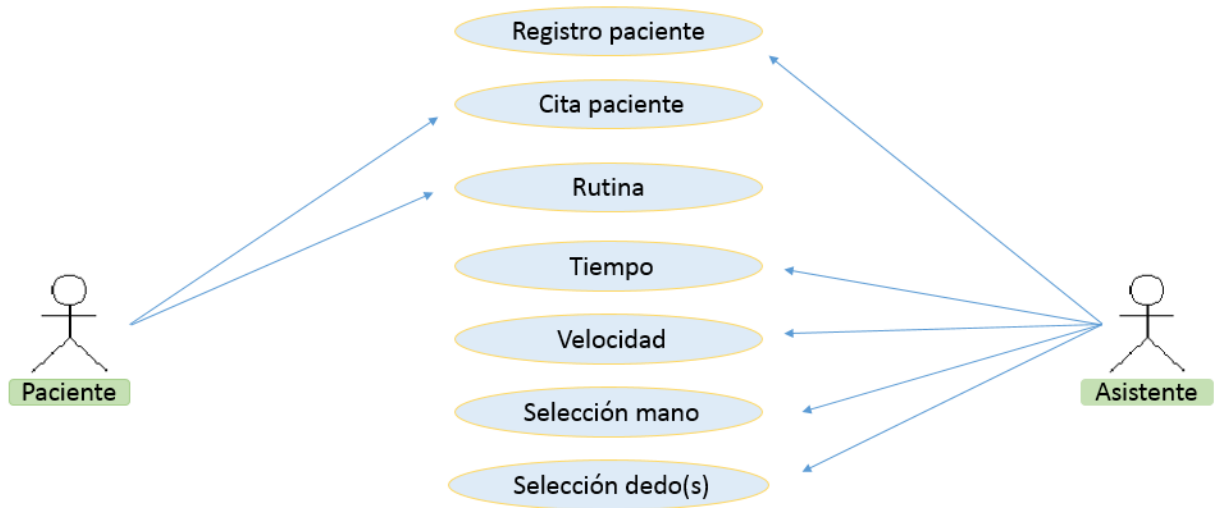 Registro paciente
Cita paciente
Rutina
Tiempo
Velocidad
Paciente
Asistente
Selección mano
Selección dedo(s)